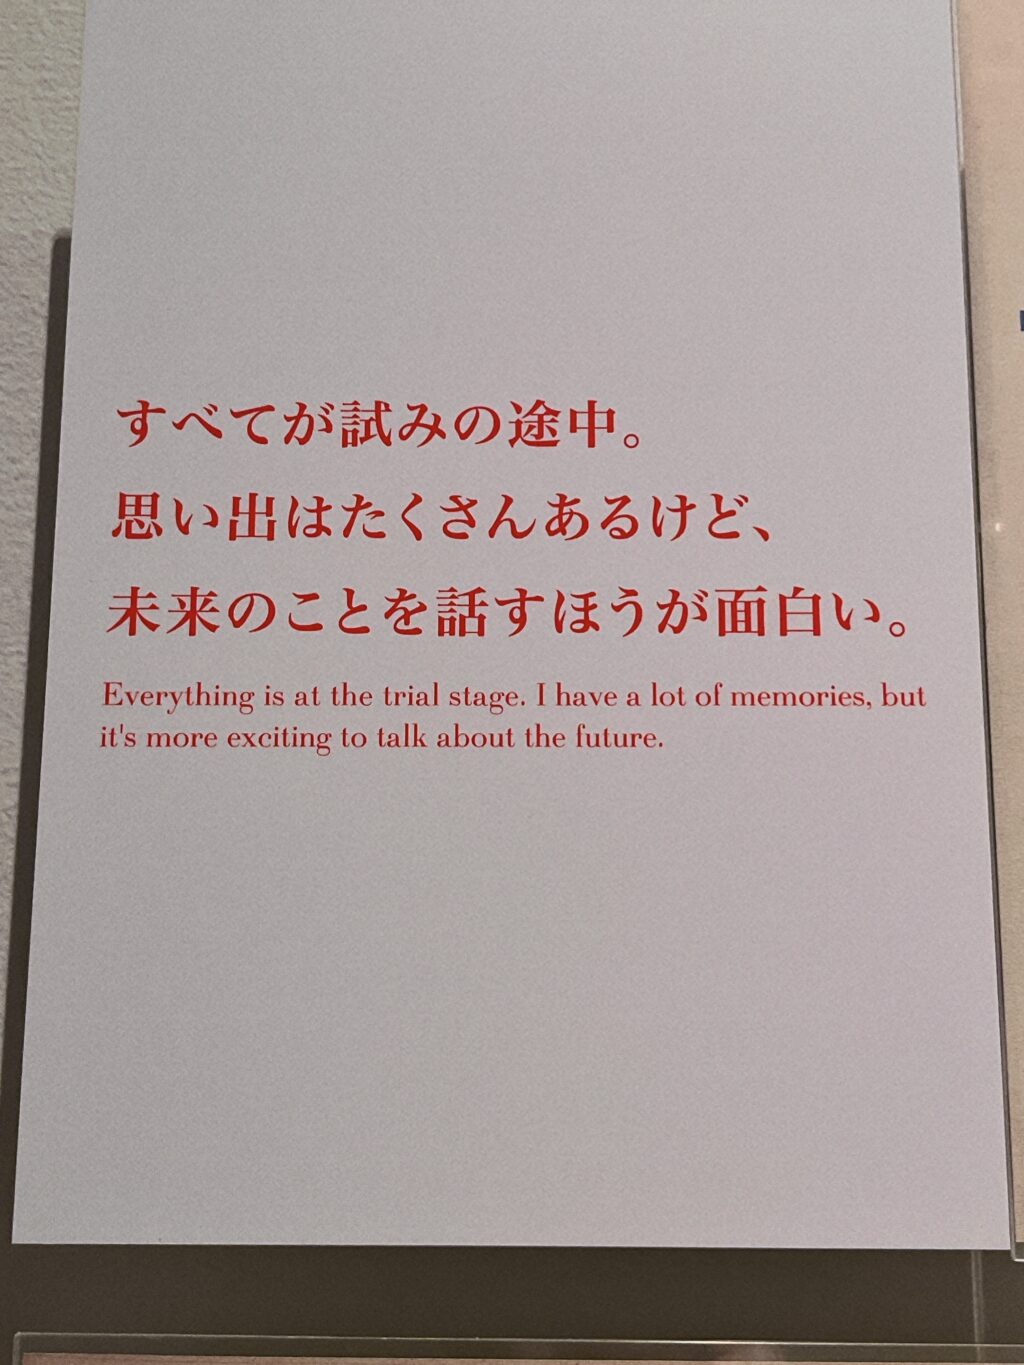 すべてが試みの途中。
思い出はたくさんあるけど、
未来のことを話すほうが面白い。
Everything is at the trial stage. I have a lot of memories, but
it's more exciting to talk about the future.